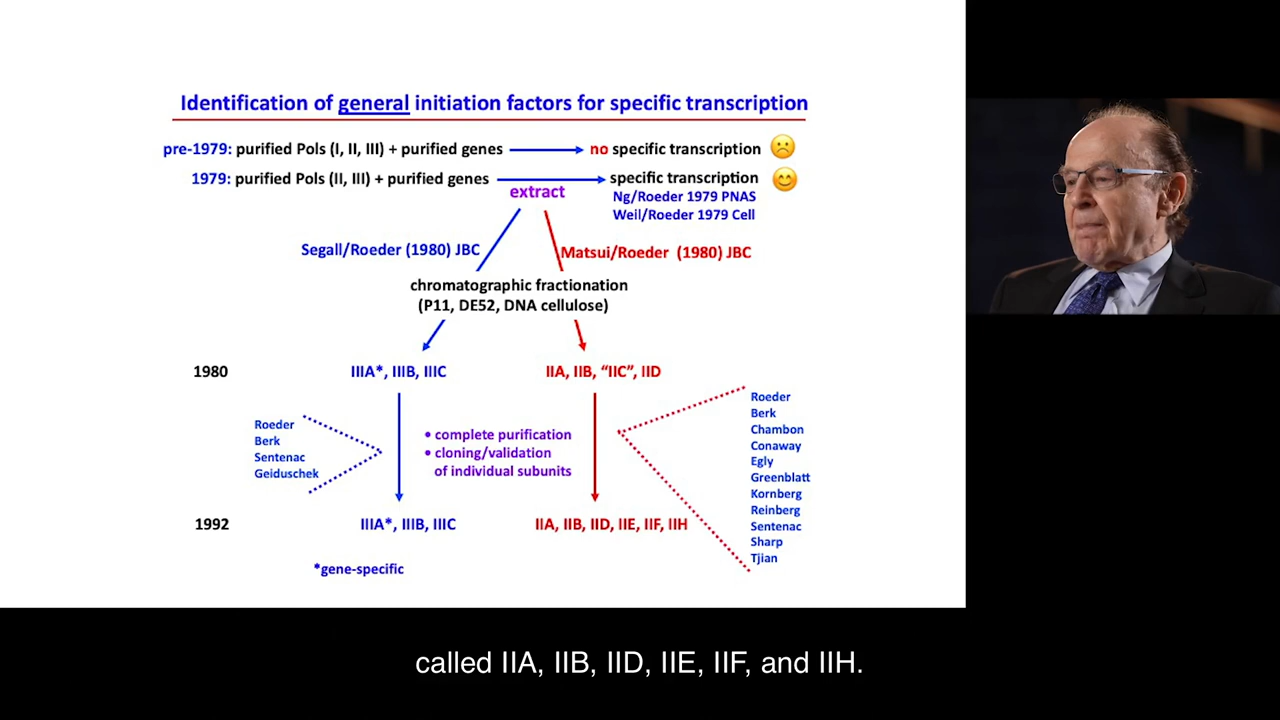 Identification of general initiation factors for specific transcription
pre-1979: purified Pols (I, II, III) + purified genes no specific transcription
1979: purified Pols (II, III) + purified genes extract specific transcription
Ng/Roeder 1979 PNAS
Weil/Roeder 1979 Cell
Segall/Roeder (1980) JBC
Matsui/Roeder (1980) JBC
chromatographic fractionation
(P11, DE52, DNA cellulose)
1980 IIIA*, IIIB, IIIC IIA, IIB, “IIC”, IID
Roeder
Berk
Sentenac
Geiduschek
• complete purification
• cloning/validation
of individual subunits
Roeder
Berk
Chambon
Conaway
Egly
Greenblatt
Kornberg
Reinberg
Sentenac
Sharp
Tjian
1992 IIIA*, IIIB, IIIC IIA, IIB, IID, IIE, IIF, IIH
*gene-specific
called IIA, IIB, IID, IIE, IIF, and IIH.